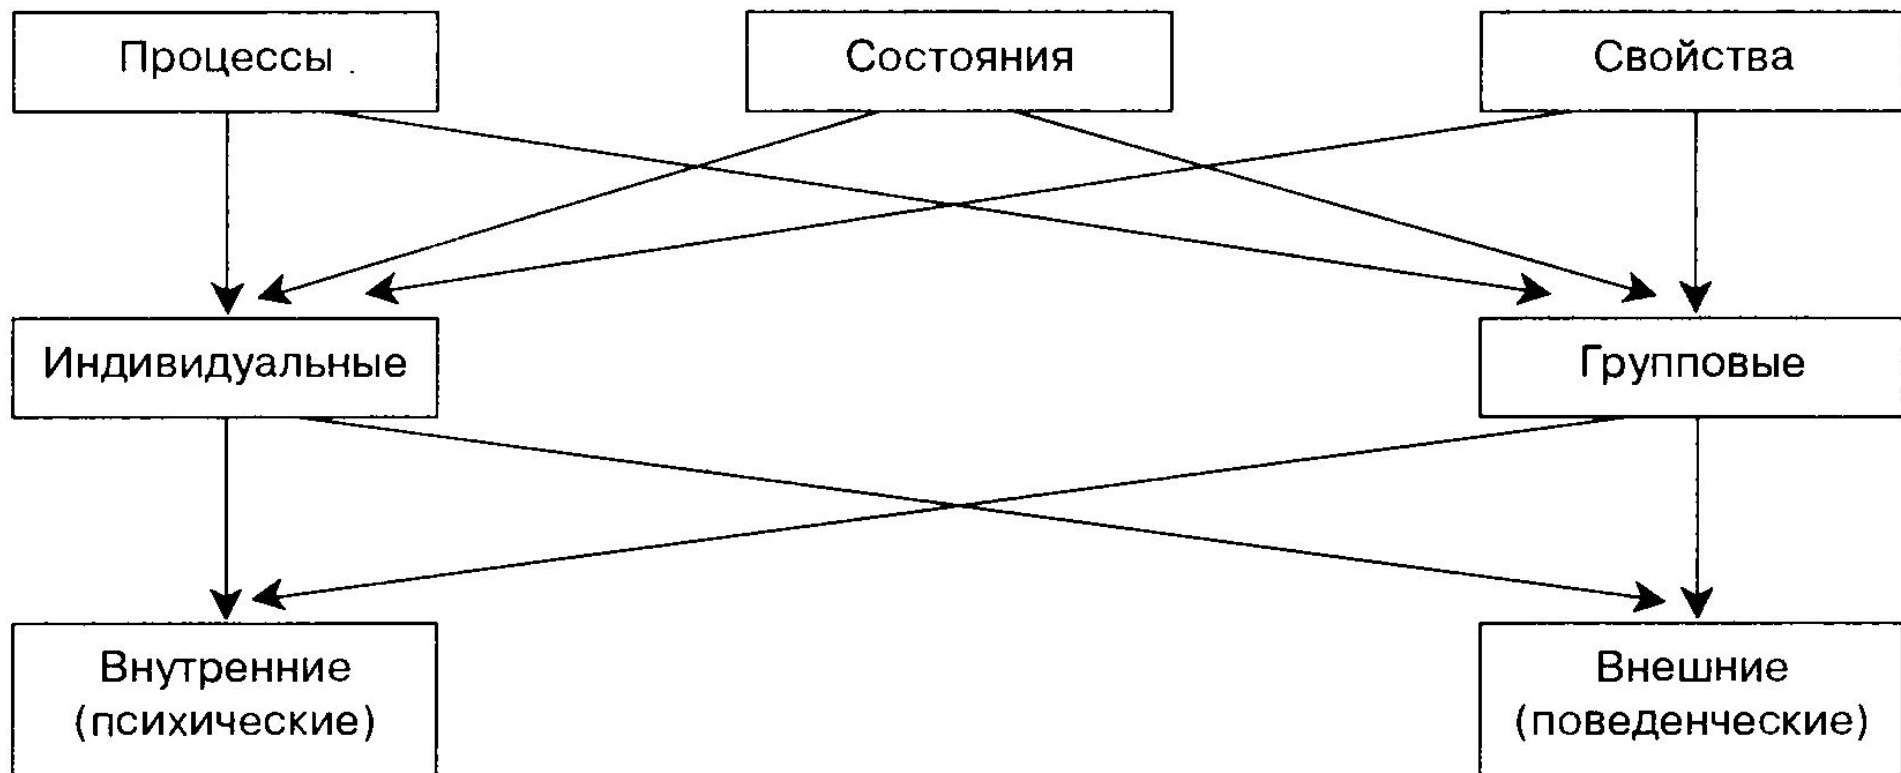 Процессы
Состояния
Свойства
Индивидуальные
Групповые
Внутренние
(психические)
Внешние
(поведенческие)